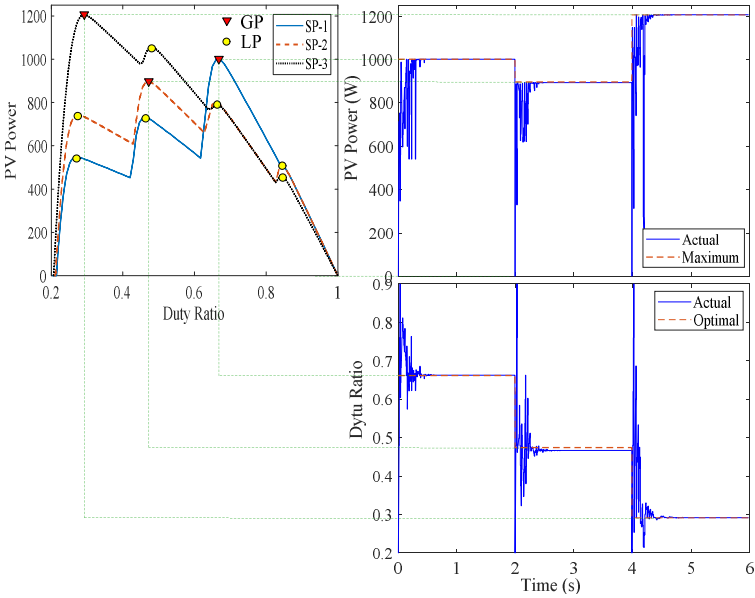 GP
LP
SP-1
SP-2
SP-3
PV Power
1200
1000
800
600
400
200
0
0.2
0.4
0.6
0.8
1
Duty Ratio
PV Power (W)
1200
1000
800
600
400
200
0
Actual
Maximum
Dytu Ratio
0.9
0.8
0.7
0.6
0.5
0.4
0.3
0.2
Actual
Optimal
0
1
2
3
4
5
6
Time (s)